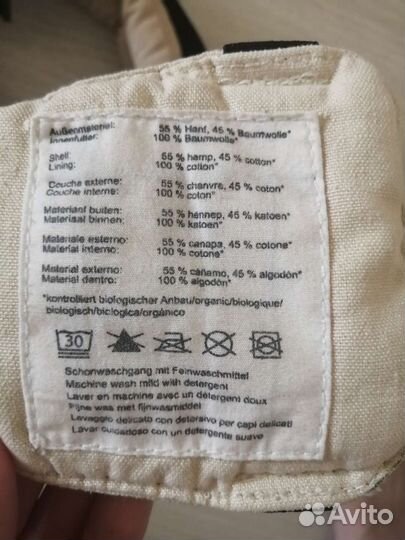 Außenmaterial: 55 % Hanf, 45 % Baumwolle*
Innenfutter: 100 % Baumwolle*
Shell: 55 % hamp, 45 % cotton*
Lining: 100 % cotton*
Couche externe: 55 % chanvre, 45 % coton*
Couche interne: 100 % coton*
Materiaal buiten: 55 % hennep, 45 % katoen*
Materiaal binnen: 100 % katoen*
Materiale esterno: 55 % canapa, 45 % cotone*
Material interno: 100 % cotone*
Material externo: 55 % cáñamo, 45 % algodón*
Material dentro: 100 % algodón*
*kontrolliert biologischer Anbau/organic/biologique/
biologisch/biologica/orgánico
30
Schonwaschgang mit Feinwaschmittel
Machine wash mild with detergent
Laver en machine avec un détergent doux
Fijne was met fijnwasmiddel
Lavaggio delicato con detersivo per capi delicati
Lavar cuidadoso con un detergente suave
Avito